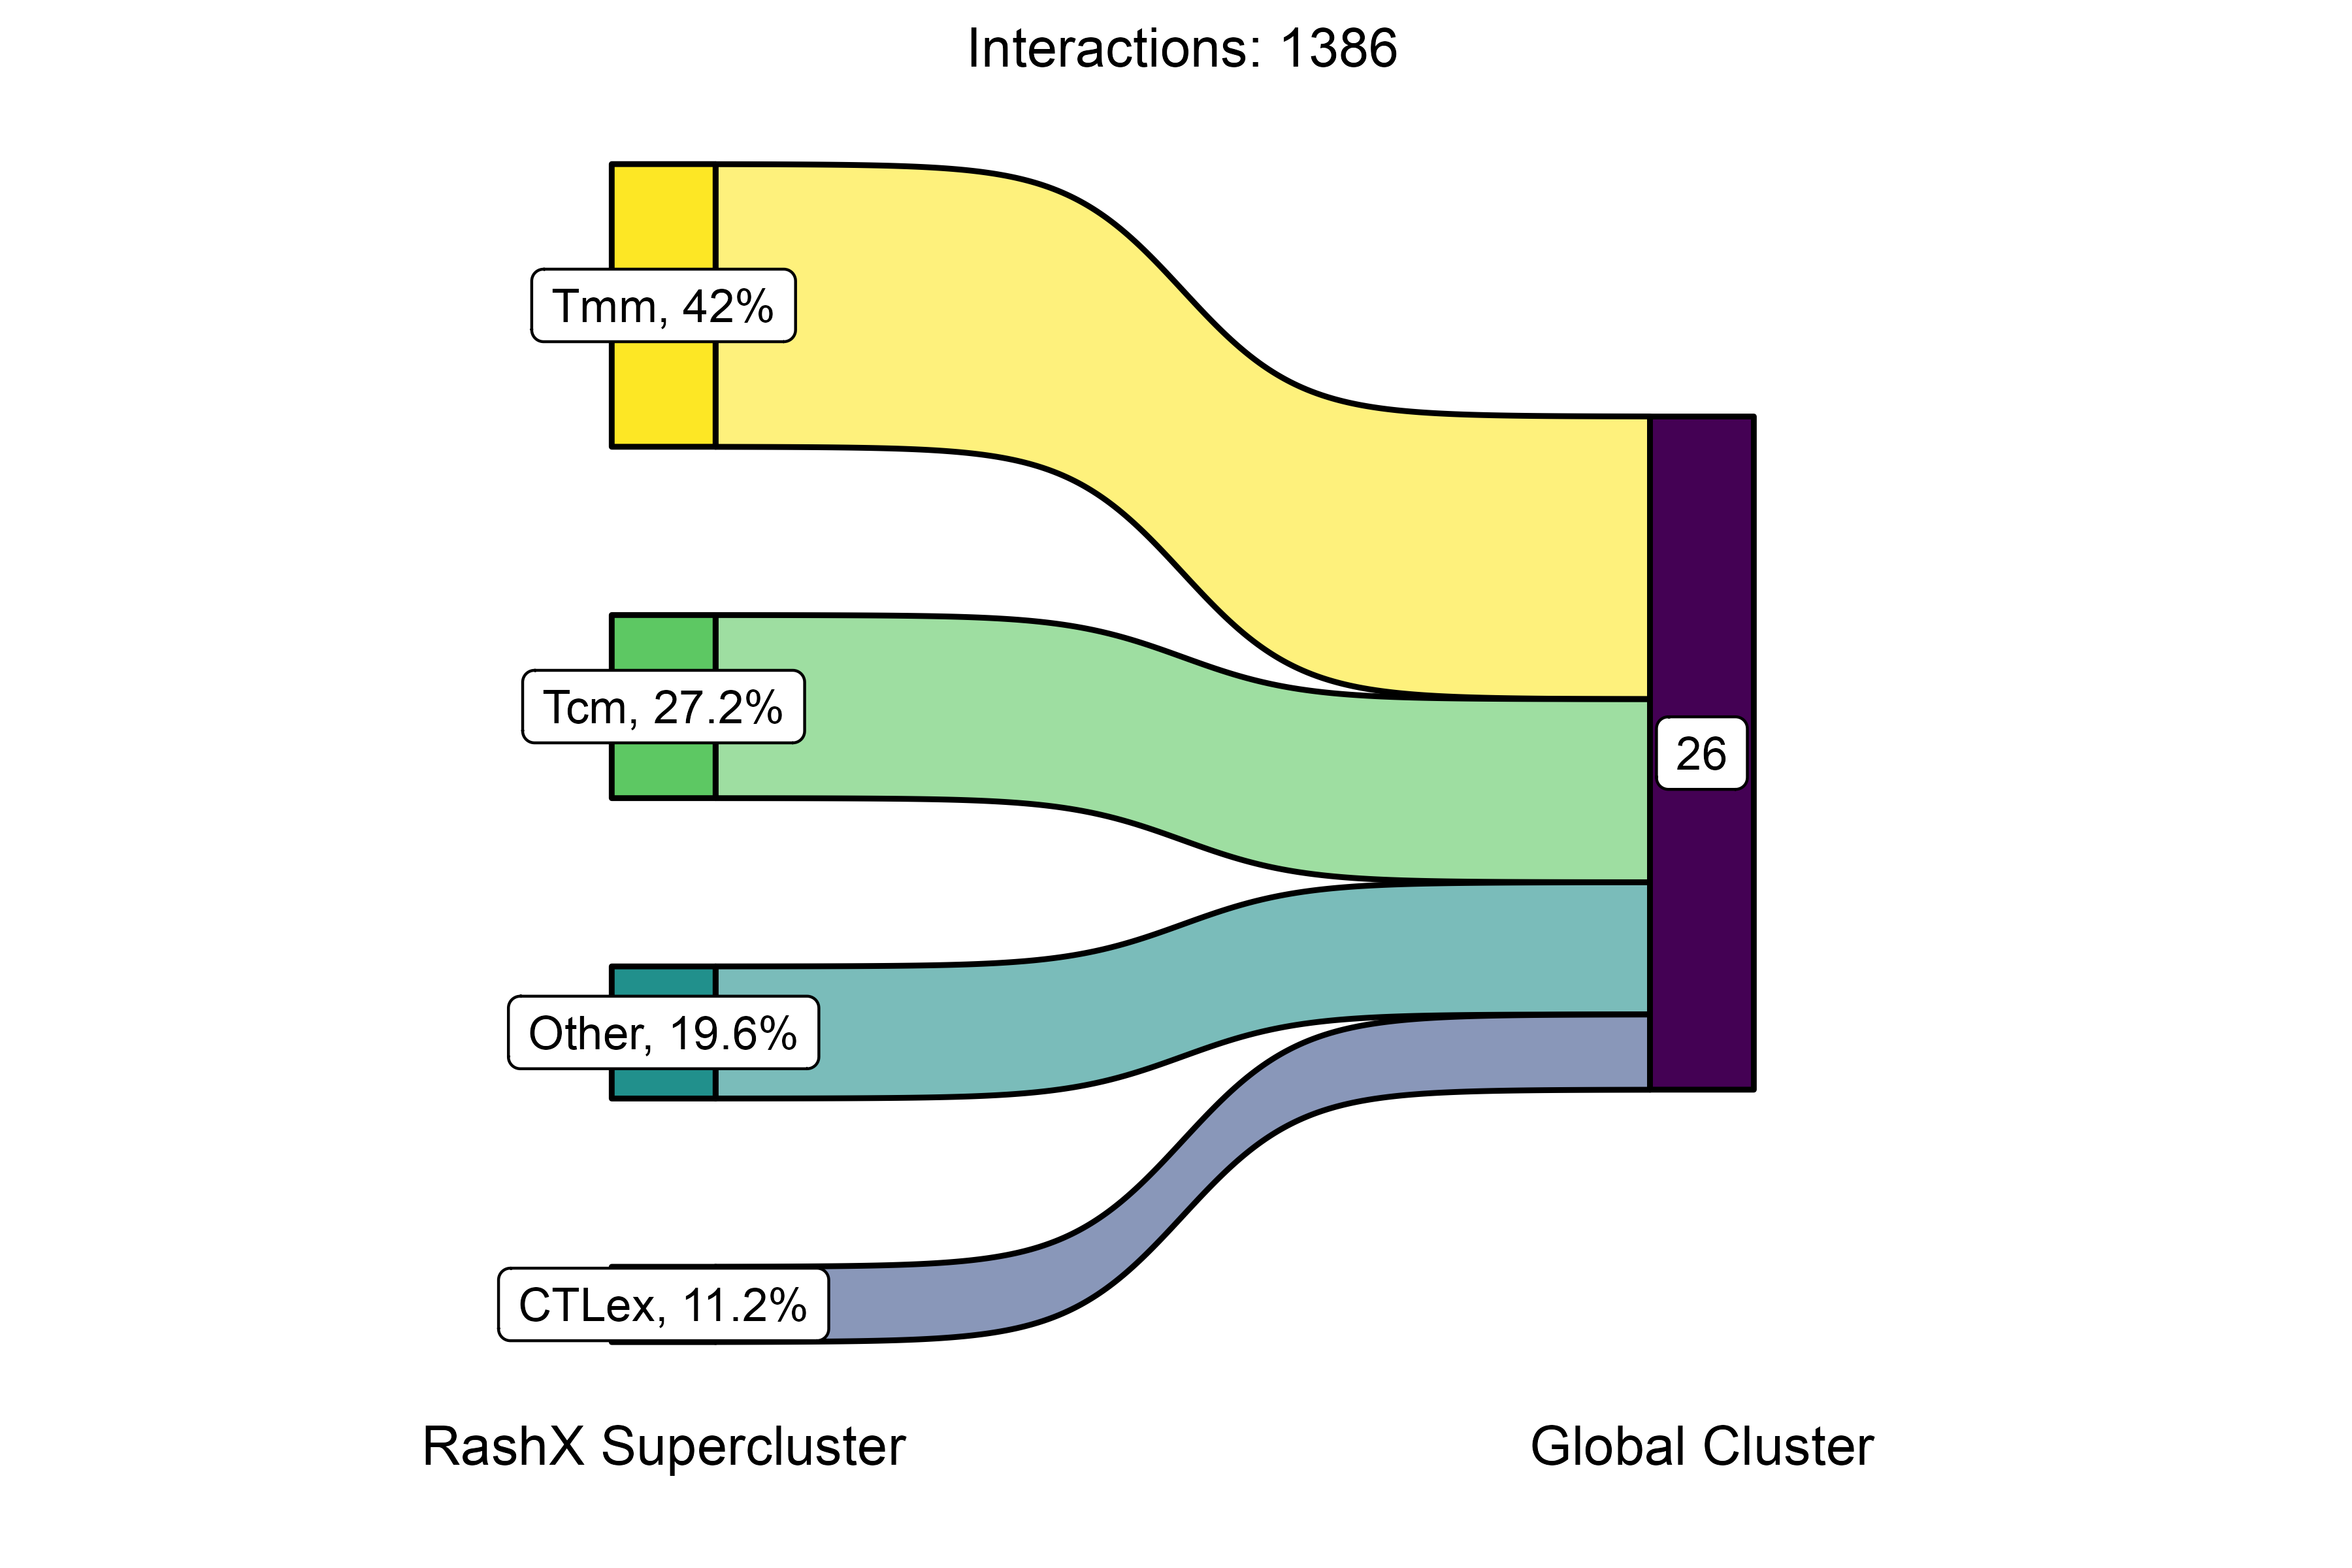 Interactions: 1386
Tmm, 42%
Tcm, 27.2%
26
Other, 19.6%
CTLex, 11.2%
RashX Supercluster
Global Cluster